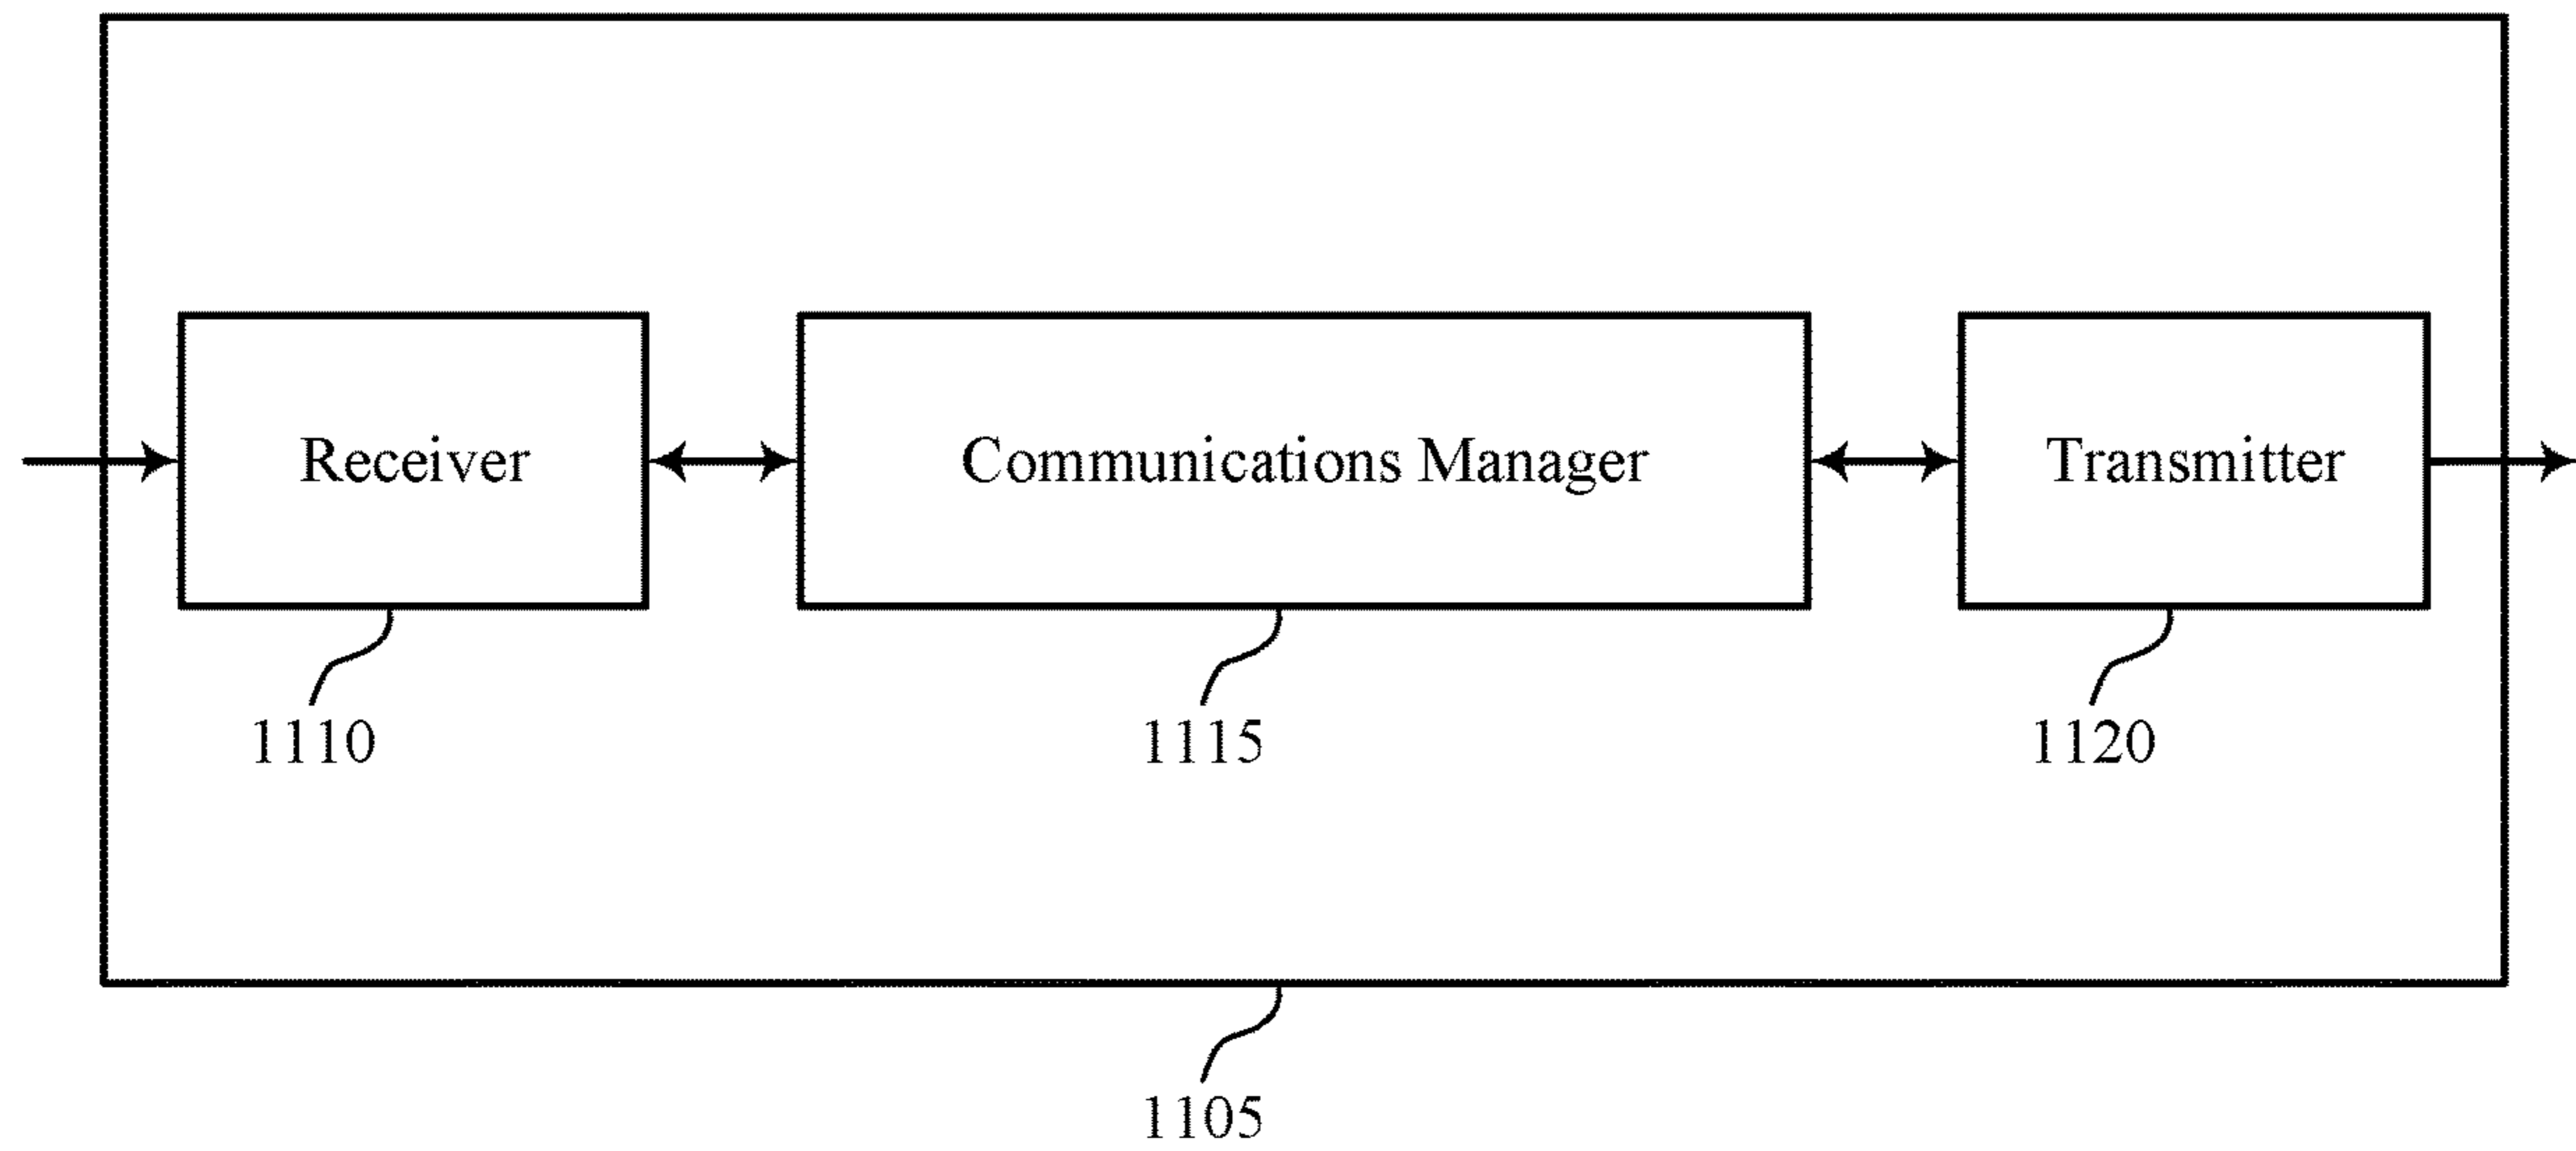 Receiver
Communications Manager
Transmitter
1110
1115
1120
1105